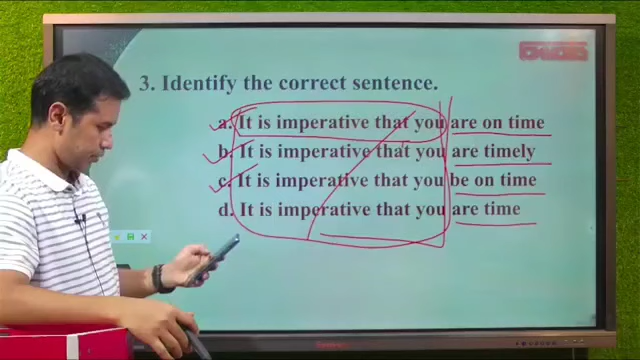 3. Identify the correct sentence.
a. It is imperative that you are on time
b. It is imperative that you are timely
c. It is imperative that you be on time
d. It is imperative that you are time